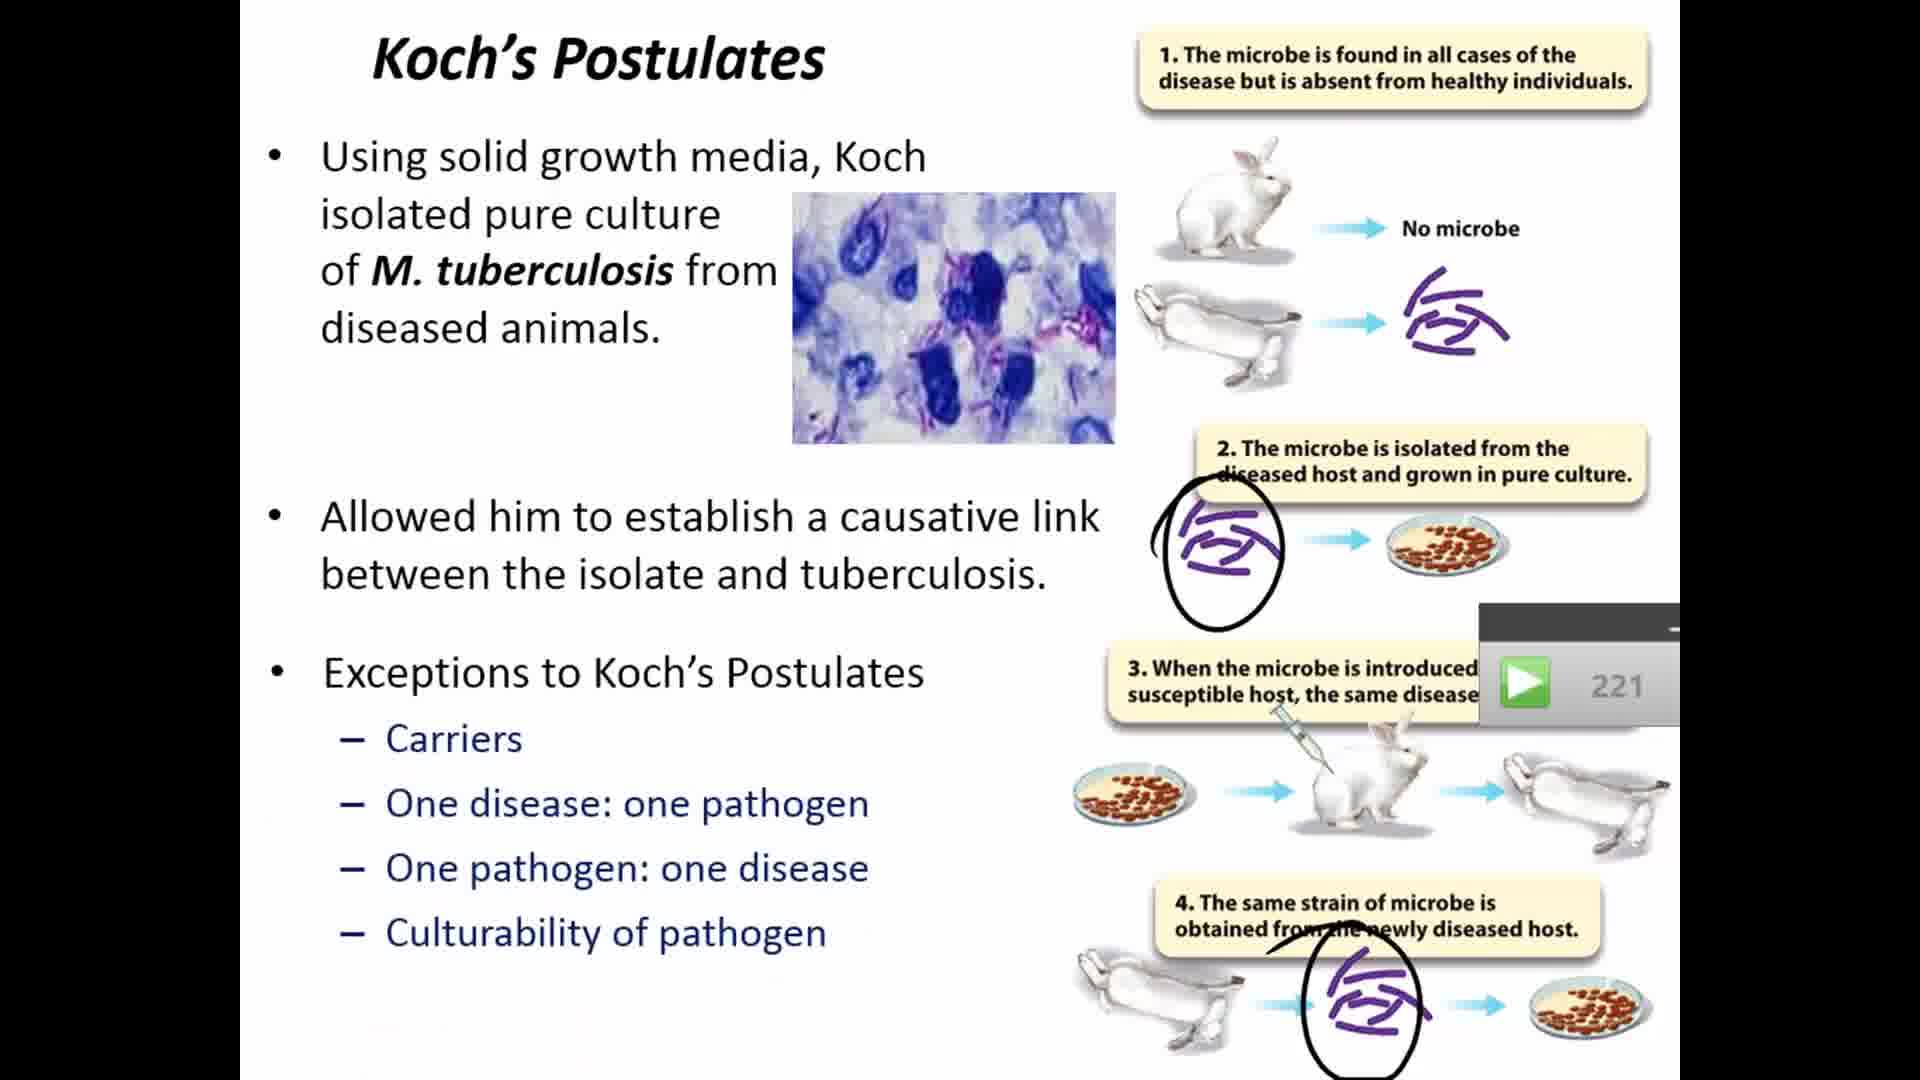 Koch's Postulates
• Using solid growth media, Koch
isolated pure culture
of M. tuberculosis from
diseased animals.
• Allowed him to establish a causative link
between the isolate and tuberculosis.
• Exceptions to Koch's Postulates
– Carriers
– One disease: one pathogen
– One pathogen: one disease
– Culturability of pathogen
1. The microbe is found in all cases of the
disease but is absent from healthy individuals.
No microbe
2. The microbe is isolated from the
diseased host and grown in pure culture.
3. When the microbe is introduced
susceptible host, the same disease
221
4. The same strain of microbe is
obtained from the newly diseased host.